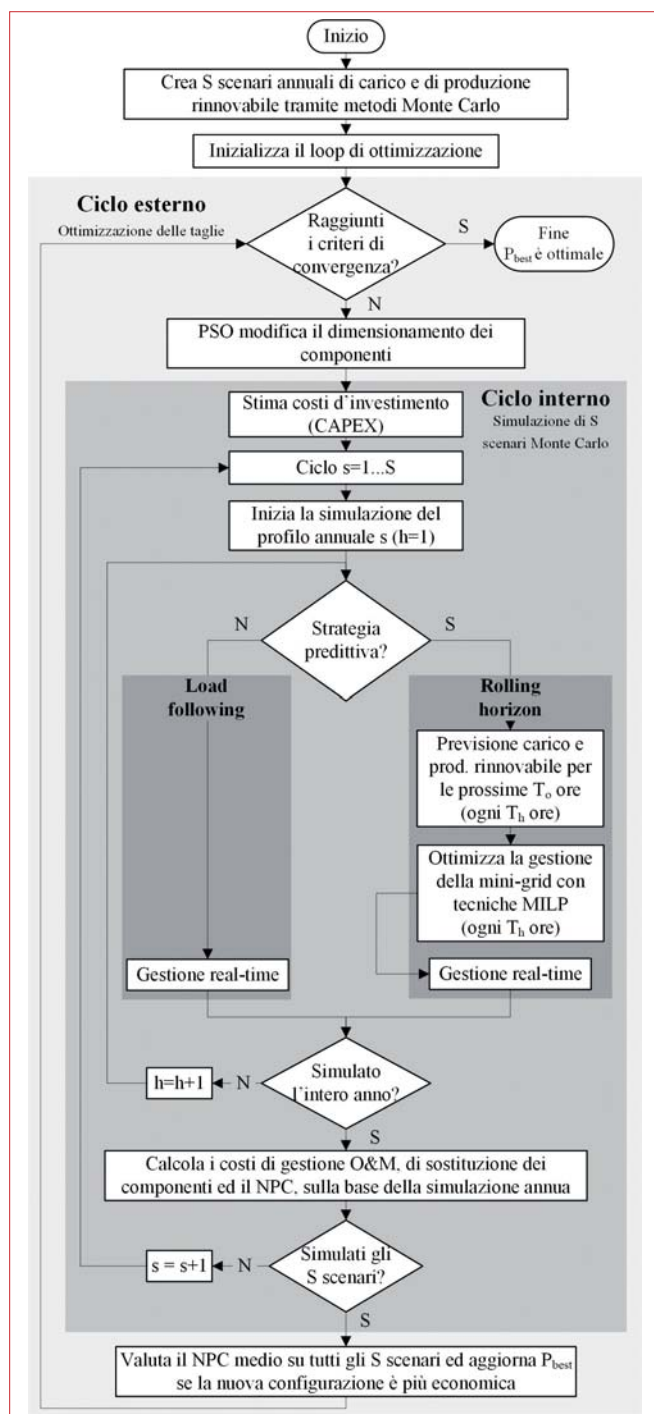 Inizio
Crea S scenari annuali di carico e di produzione
rinnovabile tramite metodi Monte Carlo
Inizializza il loop di ottimizzazione
Ciclo esterno
Ottimizzazione delle taglie
Raggiunti
i criteri di
convergenza?
S
Fine
P_best è ottimale
N
PSO modifica il dimensionamento dei
componenti
Ciclo interno
Simulazione di S
scenari Monte Carlo
Stima costi d'investimento
(CAPEX)
Ciclo s=1...S
Inizia la simulazione del
profilo annuale s (h=1)
N
Strategia
predittiva?
S
Load
following
Rolling
horizon
Previsione carico e
prod. rinnovabile per
le prossime T_o ore
(ogni T_h ore)
Ottimizza la gestione
della mini-grid con
tecniche MILP
(ogni T_h ore)
Gestione real-time
Gestione real-time
h=h+1
N
Simulato
l'intero anno?
S
Calcola i costi di gestione O&M, di sostituzione dei
componenti ed il NPC, sulla base della simulazione annua
s = s+1
N
Simulati gli
S scenari?
S
Valuta il NPC medio su tutti gli S scenari ed aggiorna P_best
se la nuova configurazione è più economica